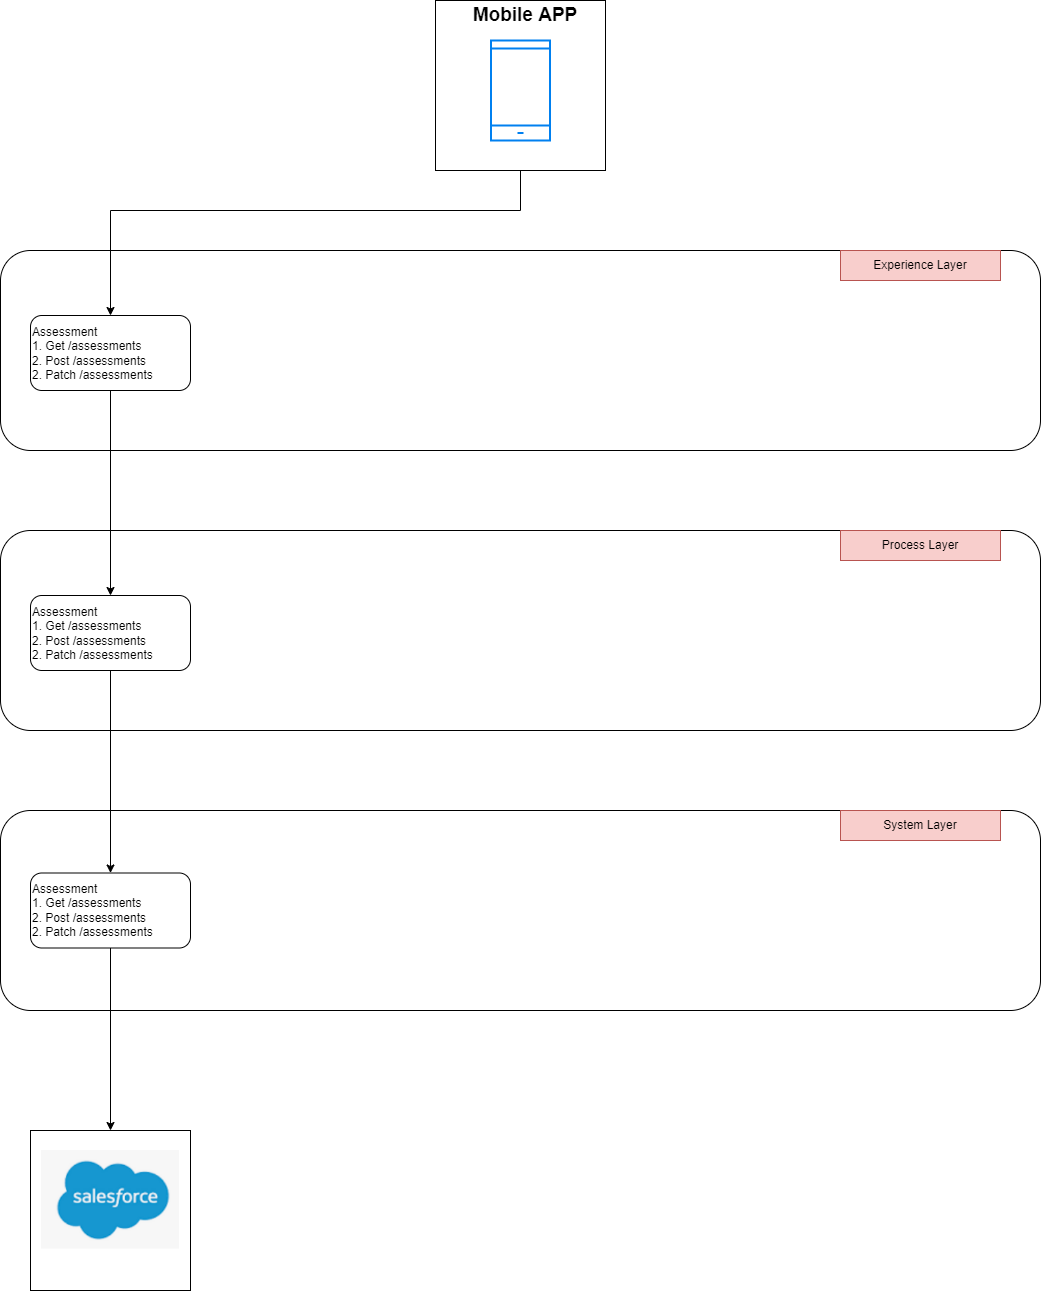 Mobile APP
Experience Layer
Assessment
1. Get /assessments
2. Post /assessments
2. Patch /assessments
Process Layer
Assessment
1. Get /assessments
2. Post /assessments
2. Patch /assessments
System Layer
Assessment
1. Get /assessments
2. Post /assessments
2. Patch /assessments
salesforce